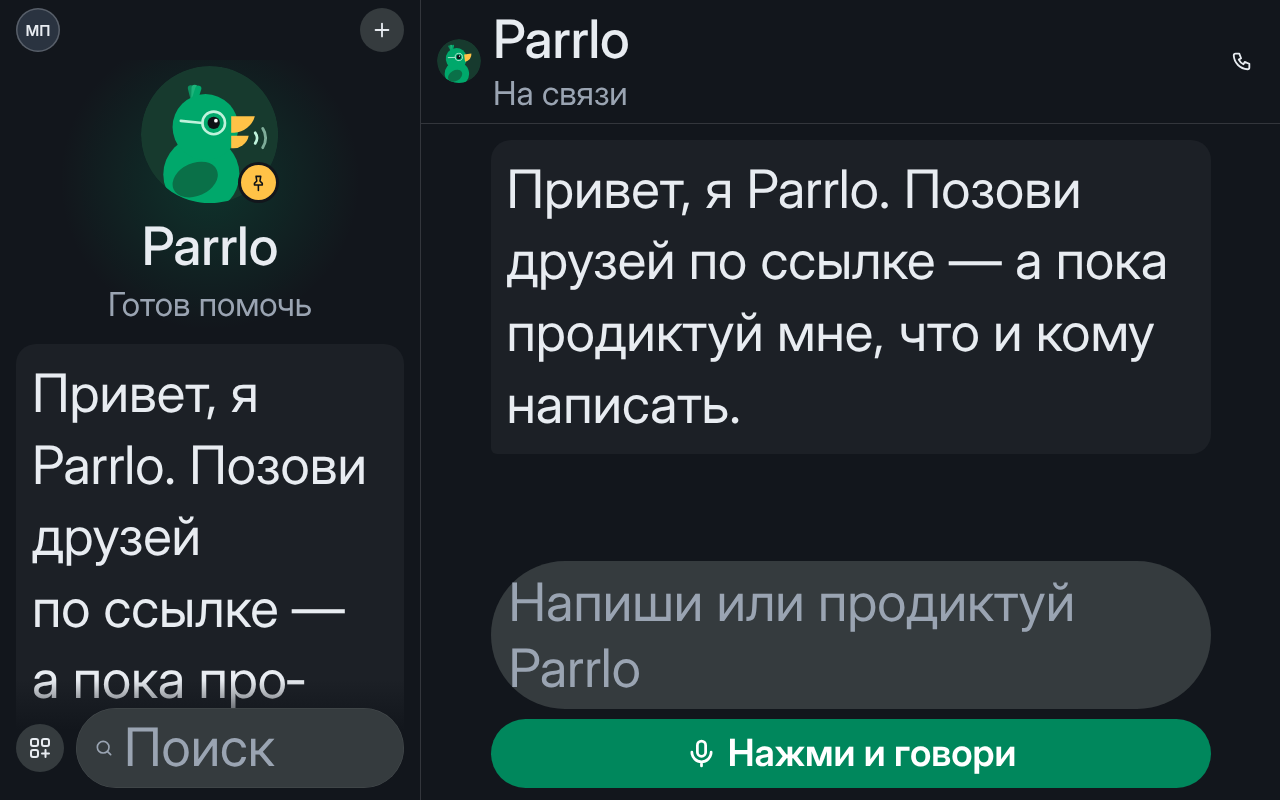 МП
Parrlo
Готов помочь
Привет, я
Parrlo. Позови
друзей
по ссылке —
а пока про-
Поиск
Parrlo
На связи
Привет, я Parrlo. Позови
друзей по ссылке — а пока
продиктуй мне, что и кому
написать.
Напиши или продиктуй
Parrlo
Нажми и говори